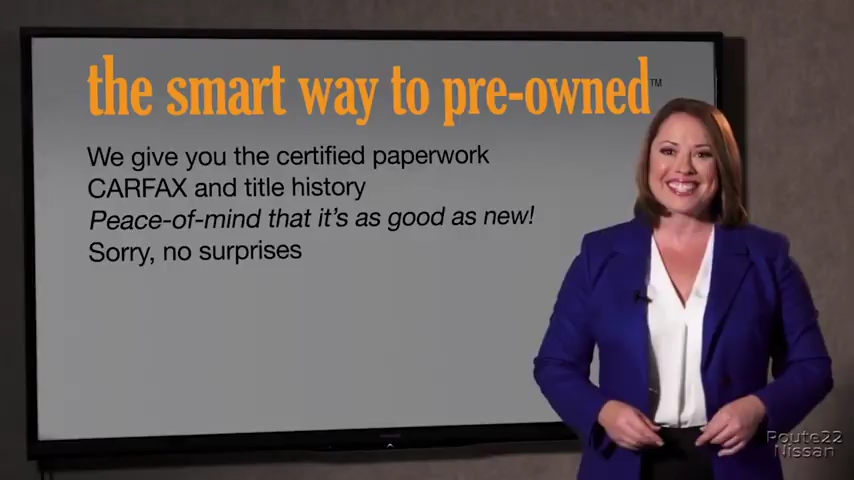 the smart way to pre-owned™
We give you the certified paperwork
CARFAX and title history
Peace-of-mind that it's as good as new!
Sorry, no surprises
Route22
Nissan